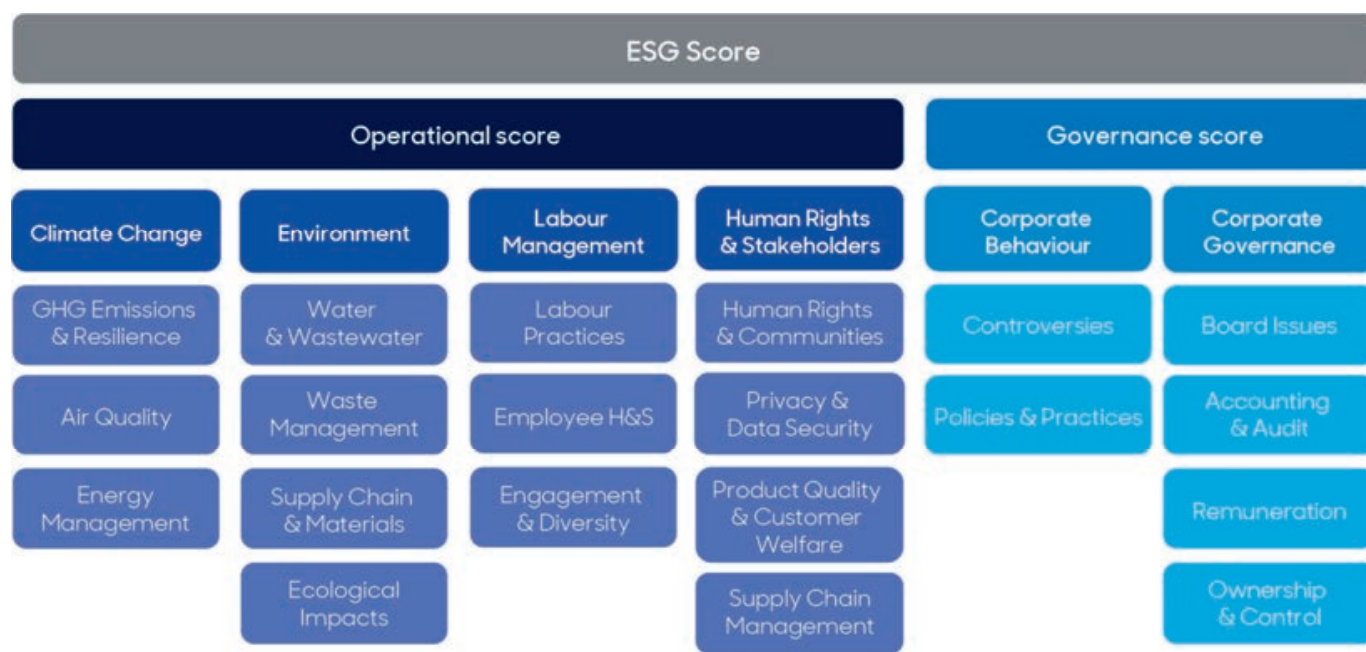 ESG Score
Operational score
Governance score
Climate Change
Environment
Labour
Management
Human Rights
& Stakeholders
Corporate
Behaviour
Corporate
Governance
GHG Emissions
& Resilience
Water
& Wastewater
Labour
Practices
Human Rights
& Communities
Controversies
Board Issues
Air Quality
Waste
Management
Employee H&S
Privacy &
Data Security
Policies & Practices
Accounting
& Audit
Energy
Management
Supply Chain
& Materials
Engagement
& Diversity
Product Quality
& Customer
Welfare
Remuneration
Ecological
Impacts
Supply Chain
Management
Ownership
& Control